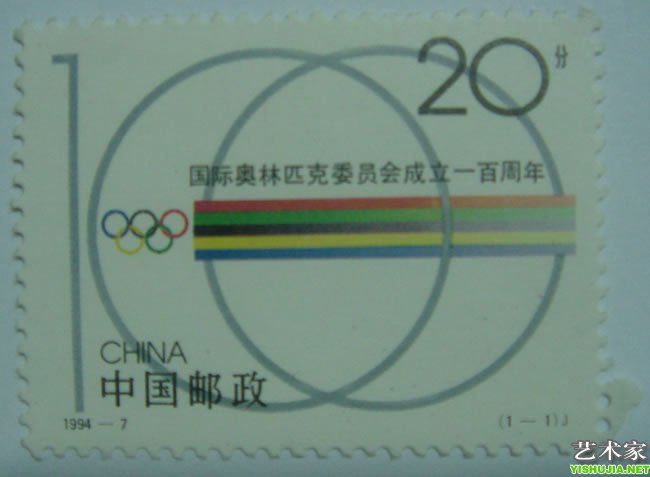 100
20分
国际奥林匹克委员会成立一百周年
CHINA
中国邮政
1994—7
(1—1)J
艺术家
YISHUJIA.NET